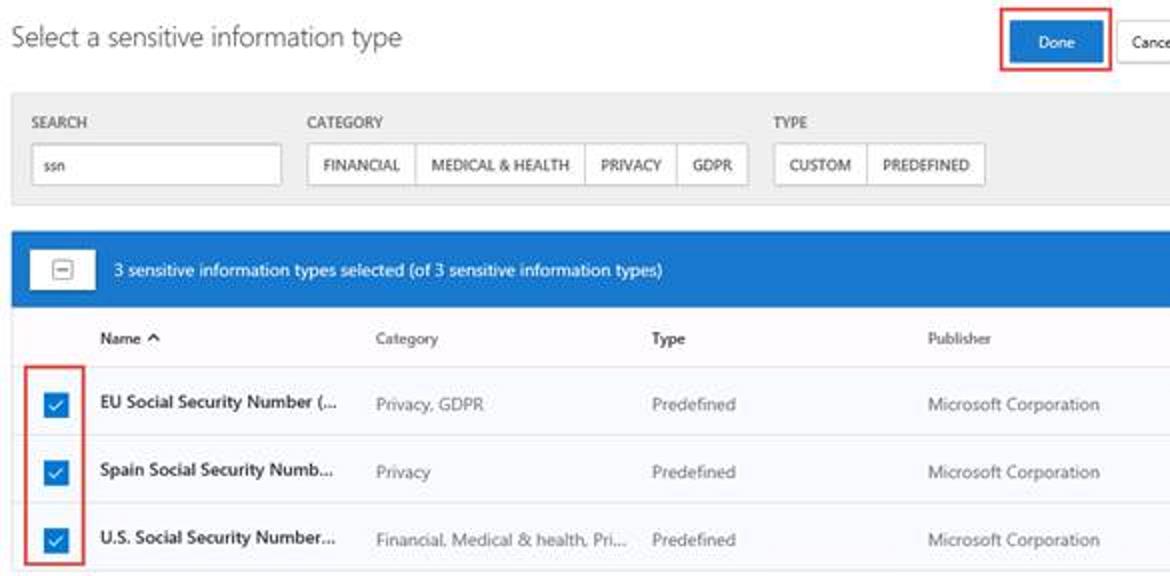 Select a sensitive information type
Done
Cance
SEARCH
CATEGORY
TYPE
ssn
FINANCIAL
MEDICAL & HEALTH
PRIVACY
GDPR
CUSTOM
PREDEFINED
3 sensitive information types selected (of 3 sensitive information types)
Name
Category
Type
Publisher
EU Social Security Number (...
Privacy, GDPR
Predefined
Microsoft Corporation
Spain Social Security Numb...
Privacy
Predefined
Microsoft Corporation
U.S. Social Security Number...
Financial, Medical & health, Pri...
Predefined
Microsoft Corporation